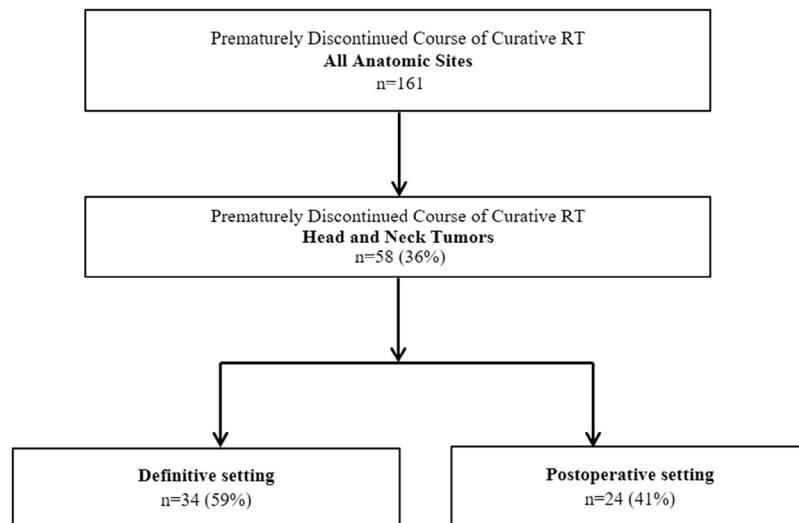 Prematurely Discontinued Course of Curative RT
All Anatomic Sites
n=161
Prematurely Discontinued Course of Curative RT
Head and Neck Tumors
n=58 (36%)
Definitive setting
n=34 (59%)
Postoperative setting
n=24 (41%)